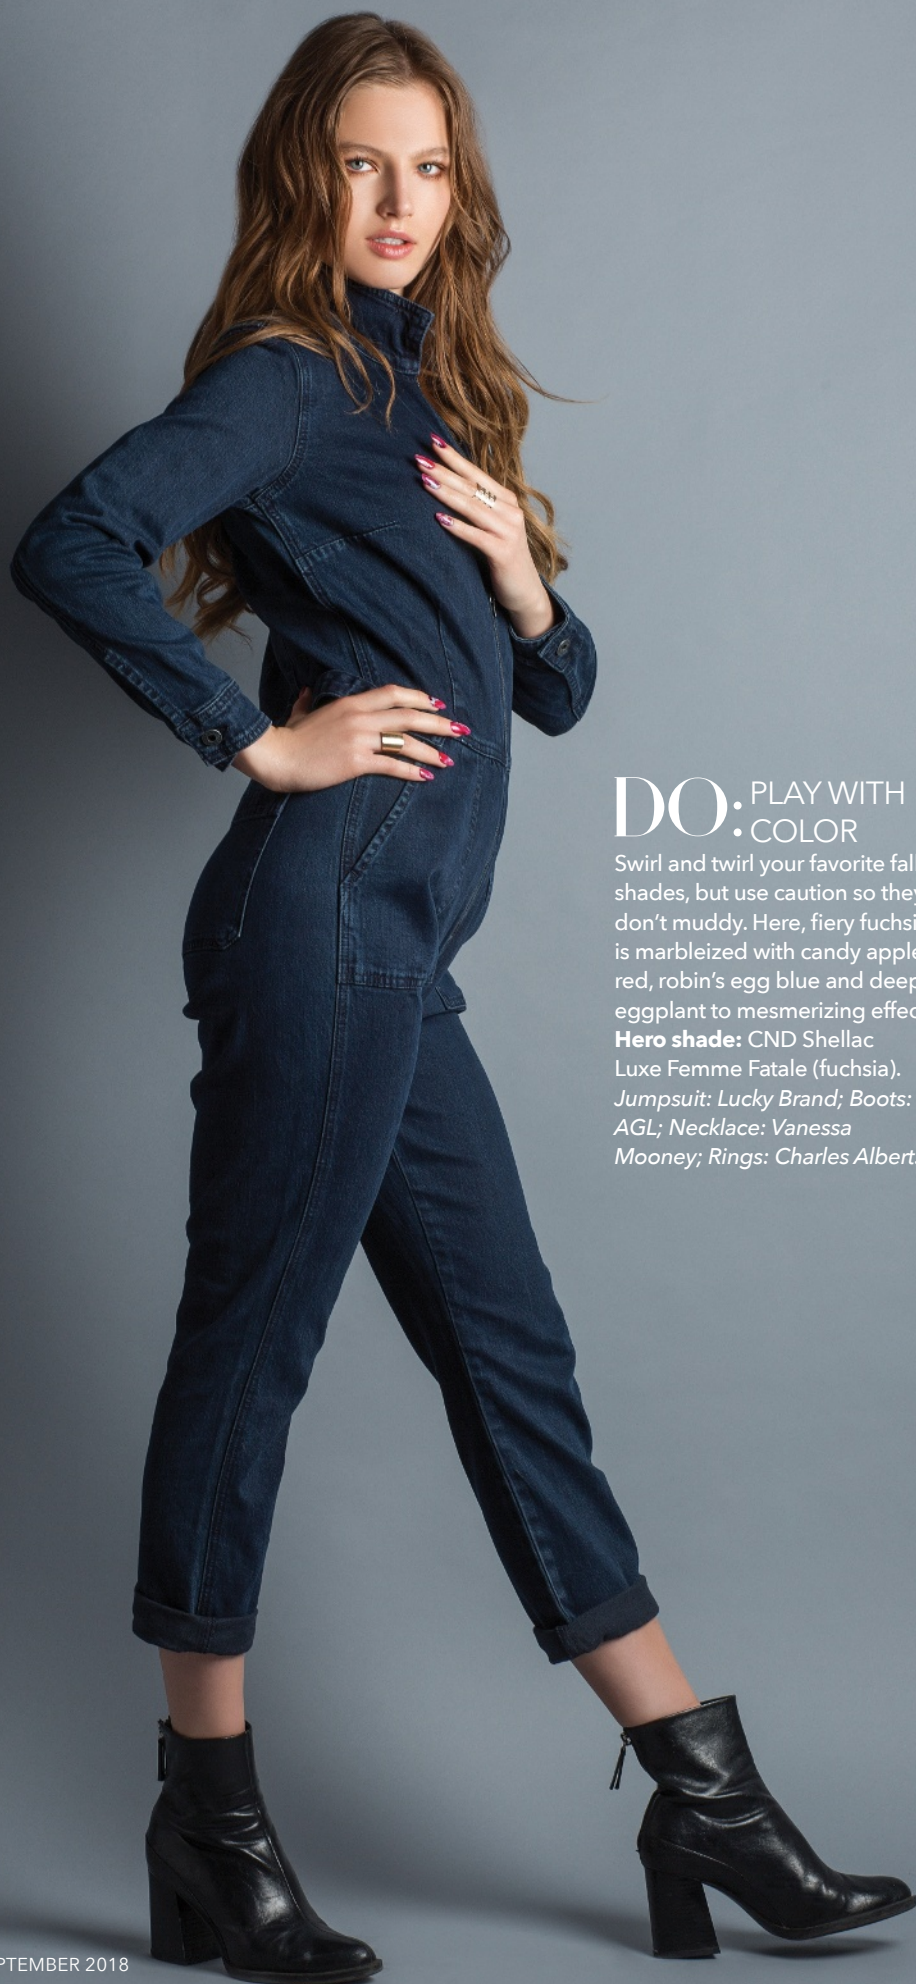 DO: PLAY WITH
COLOR
Swirl and twirl your favorite fal
shades, but use caution so they
don't muddy. Here, fiery fuchsi
is marbleized with candy apple
red, robin's egg blue and deep
eggplant to mesmerizing effec
Hero shade: CND Shellac
Luxe Femme Fatale (fuchsia).
Jumpsuit: Lucky Brand; Boots:
AGL; Necklace: Vanessa
Mooney; Rings: Charles Albert
PTEMBER 2018